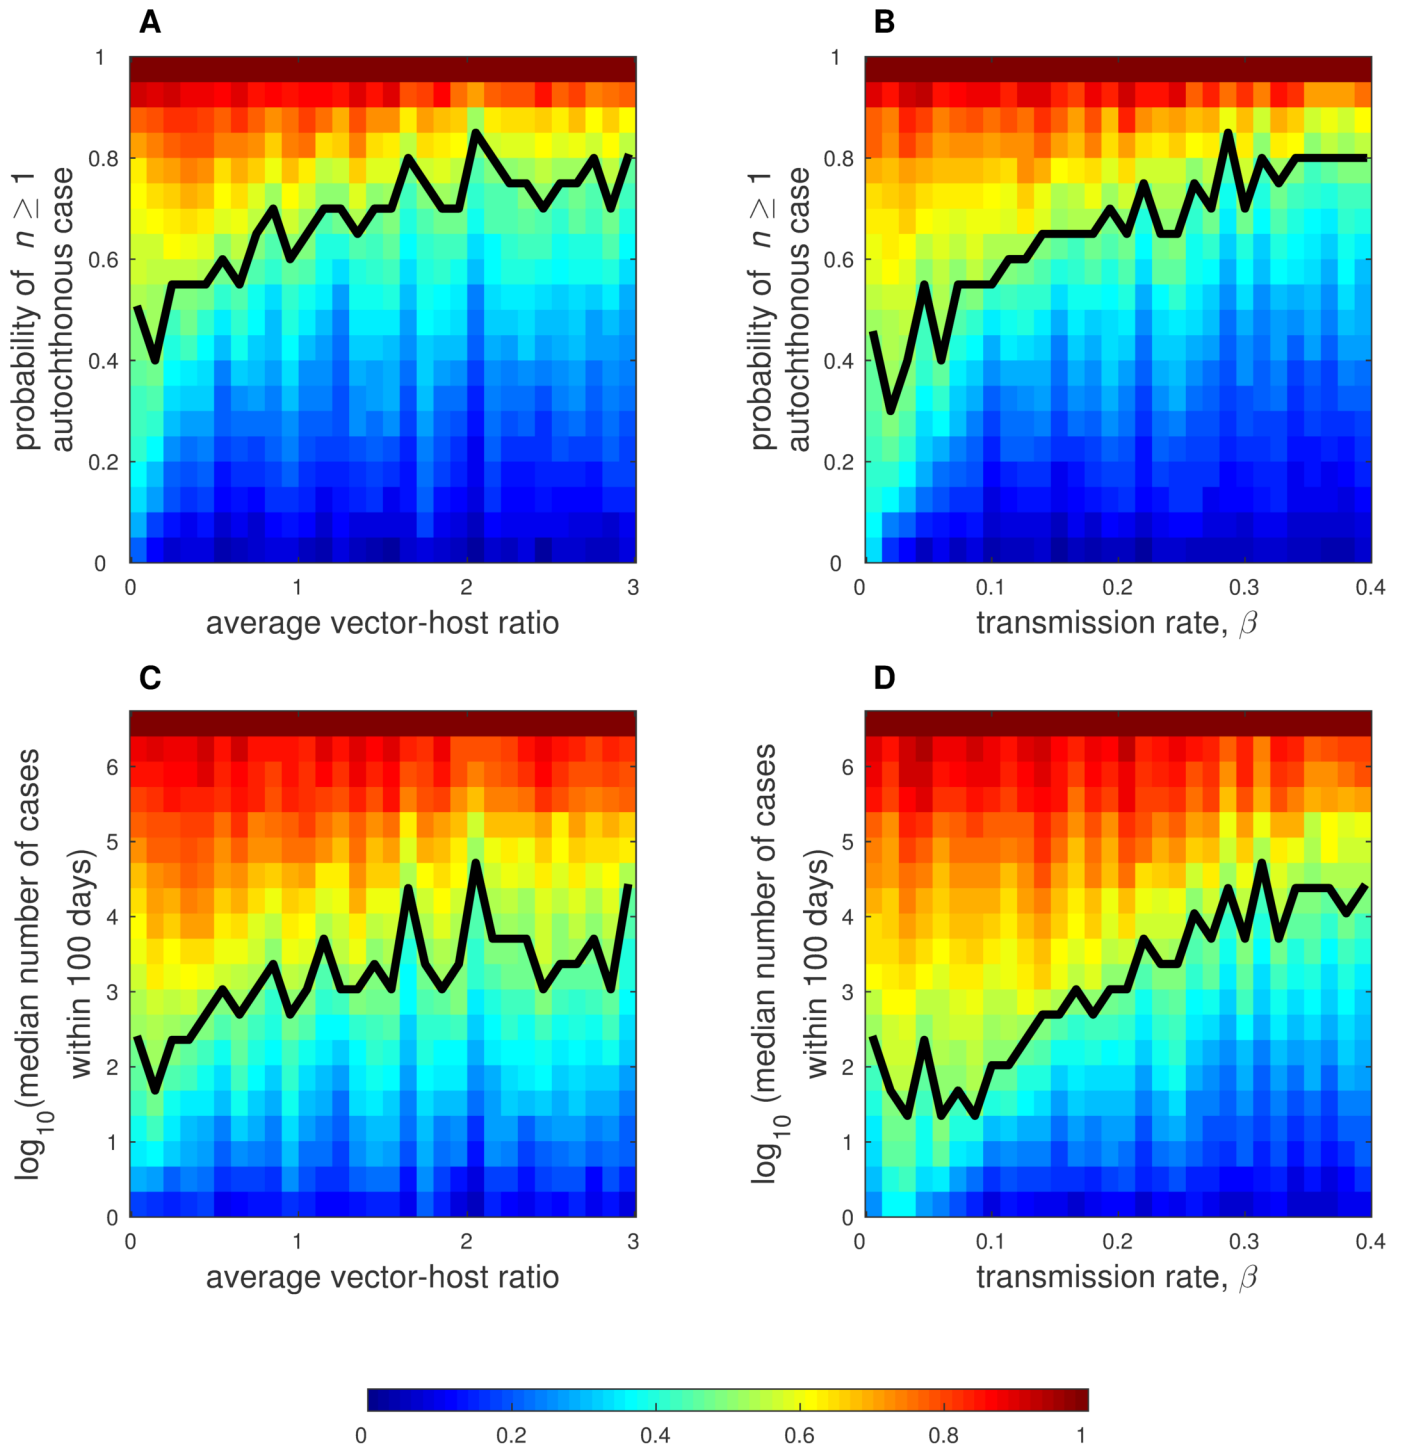 A
1
0.8
0.6
0.4
0.2
0
probability of n ≥ 1
autochthonous case
0 1 2 3
average vector-host ratio
B
1
0.8
0.6
0.4
0.2
0
probability of n ≥ 1
autochthonous case
0 0.1 0.2 0.3 0.4
transmission rate, β
C
6
5
4
3
2
1
0
log10(median number of cases
within 100 days)
0 1 2 3
average vector-host ratio
D
6
5
4
3
2
1
0
log10 (median number of cases
within 100 days)
0 0.1 0.2 0.3 0.4
transmission rate, β
0 0.2 0.4 0.6 0.8 1